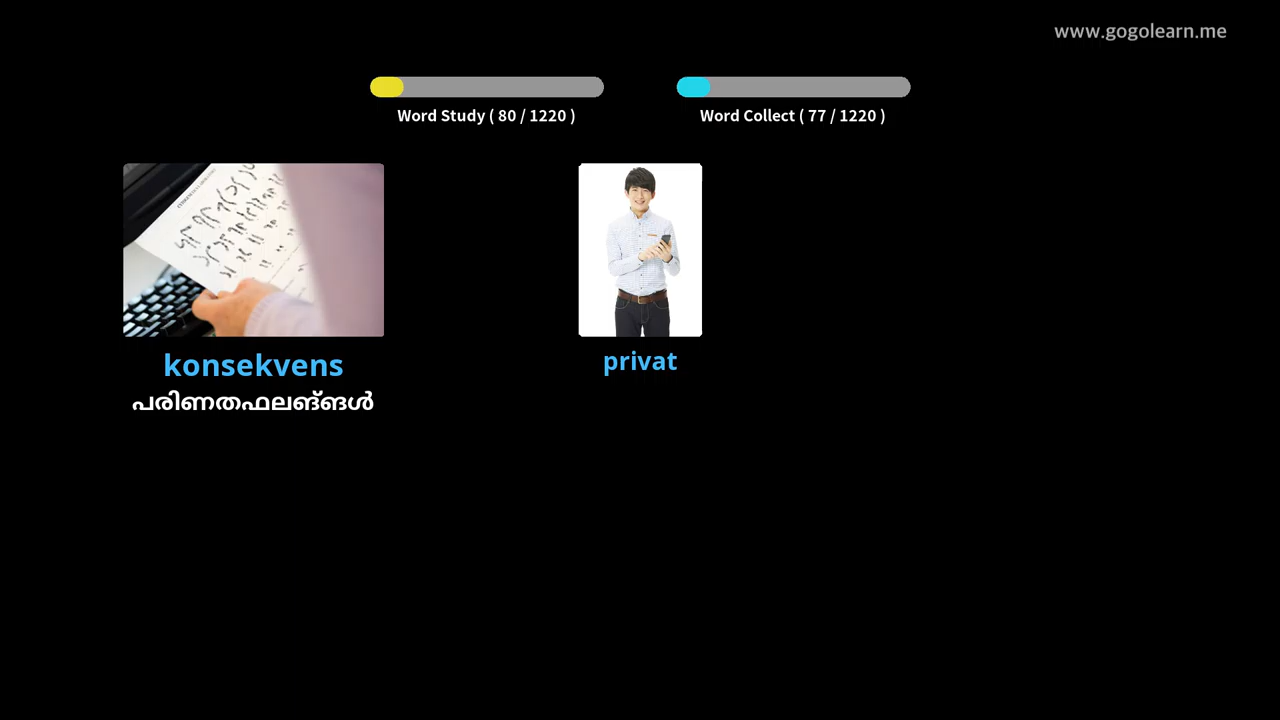 www.gogolearn.me
Word Study ( 80 / 1220 )
Word Collect ( 77 / 1220 )
konsekvens
പരിണതഫലങ്ങൾ
privat